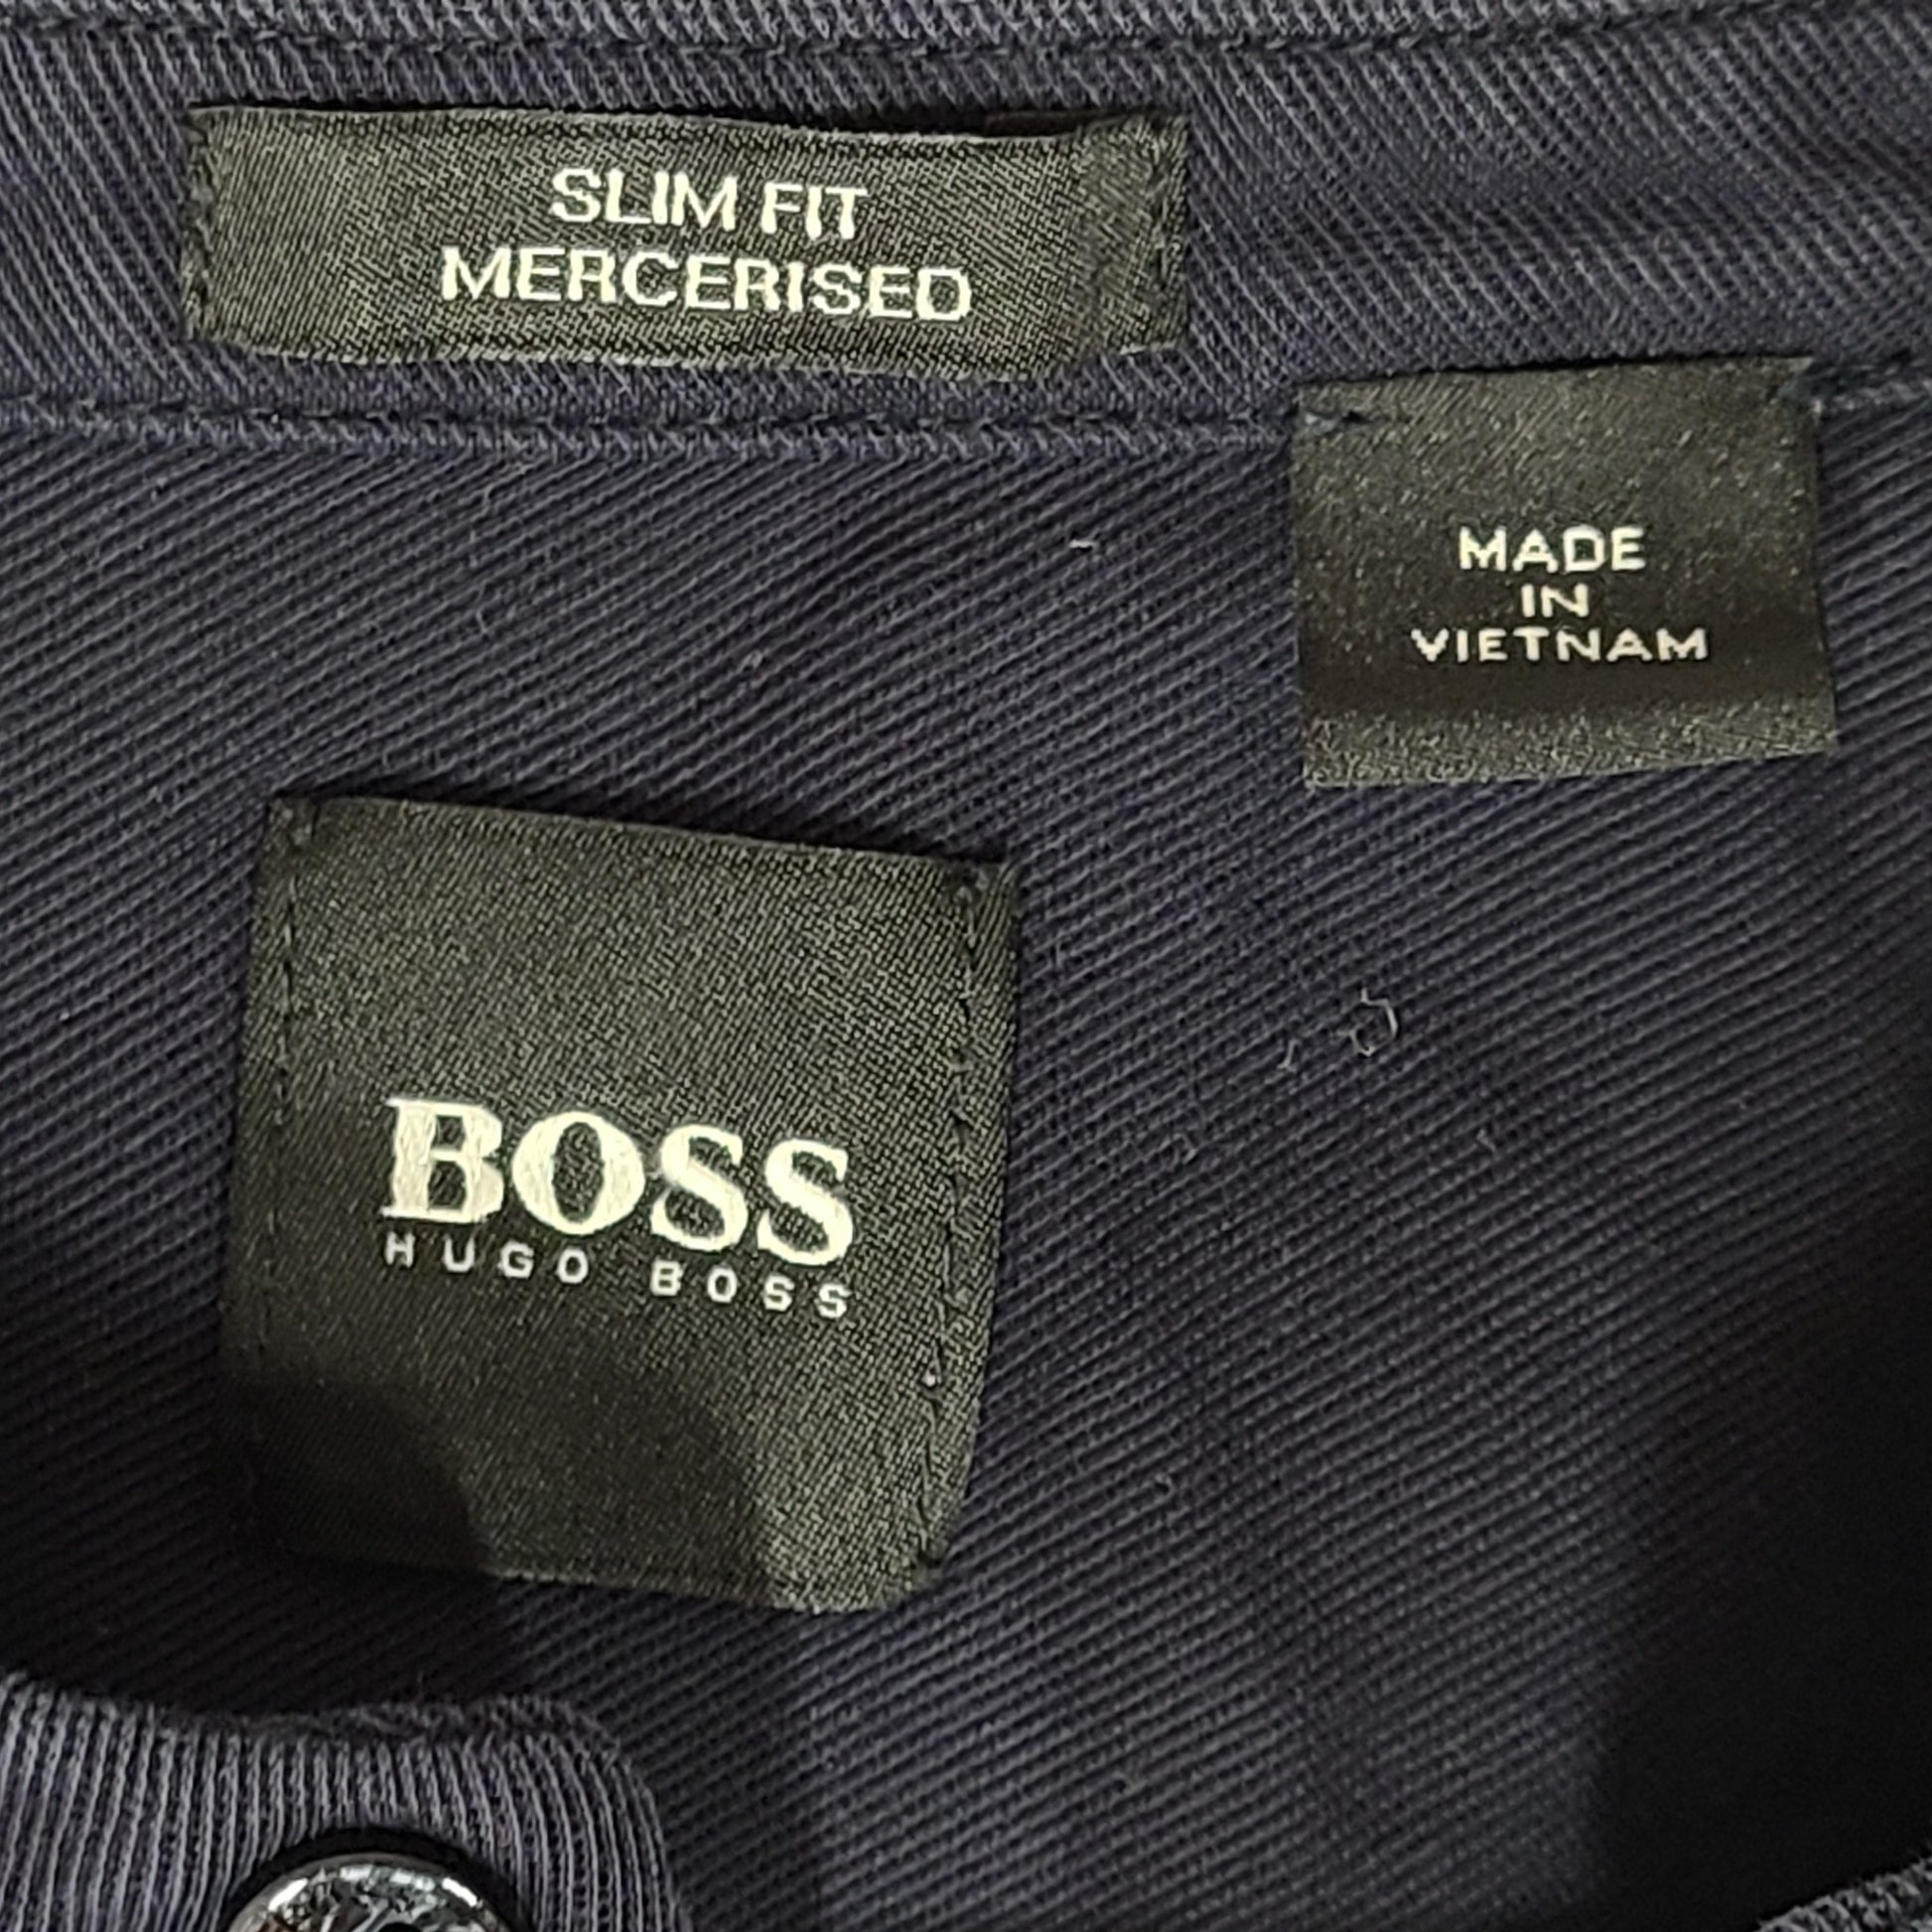 SLIM FIT
MERCERISED
MADE
IN
VIETNAM
BOSS
HUGO BOSS